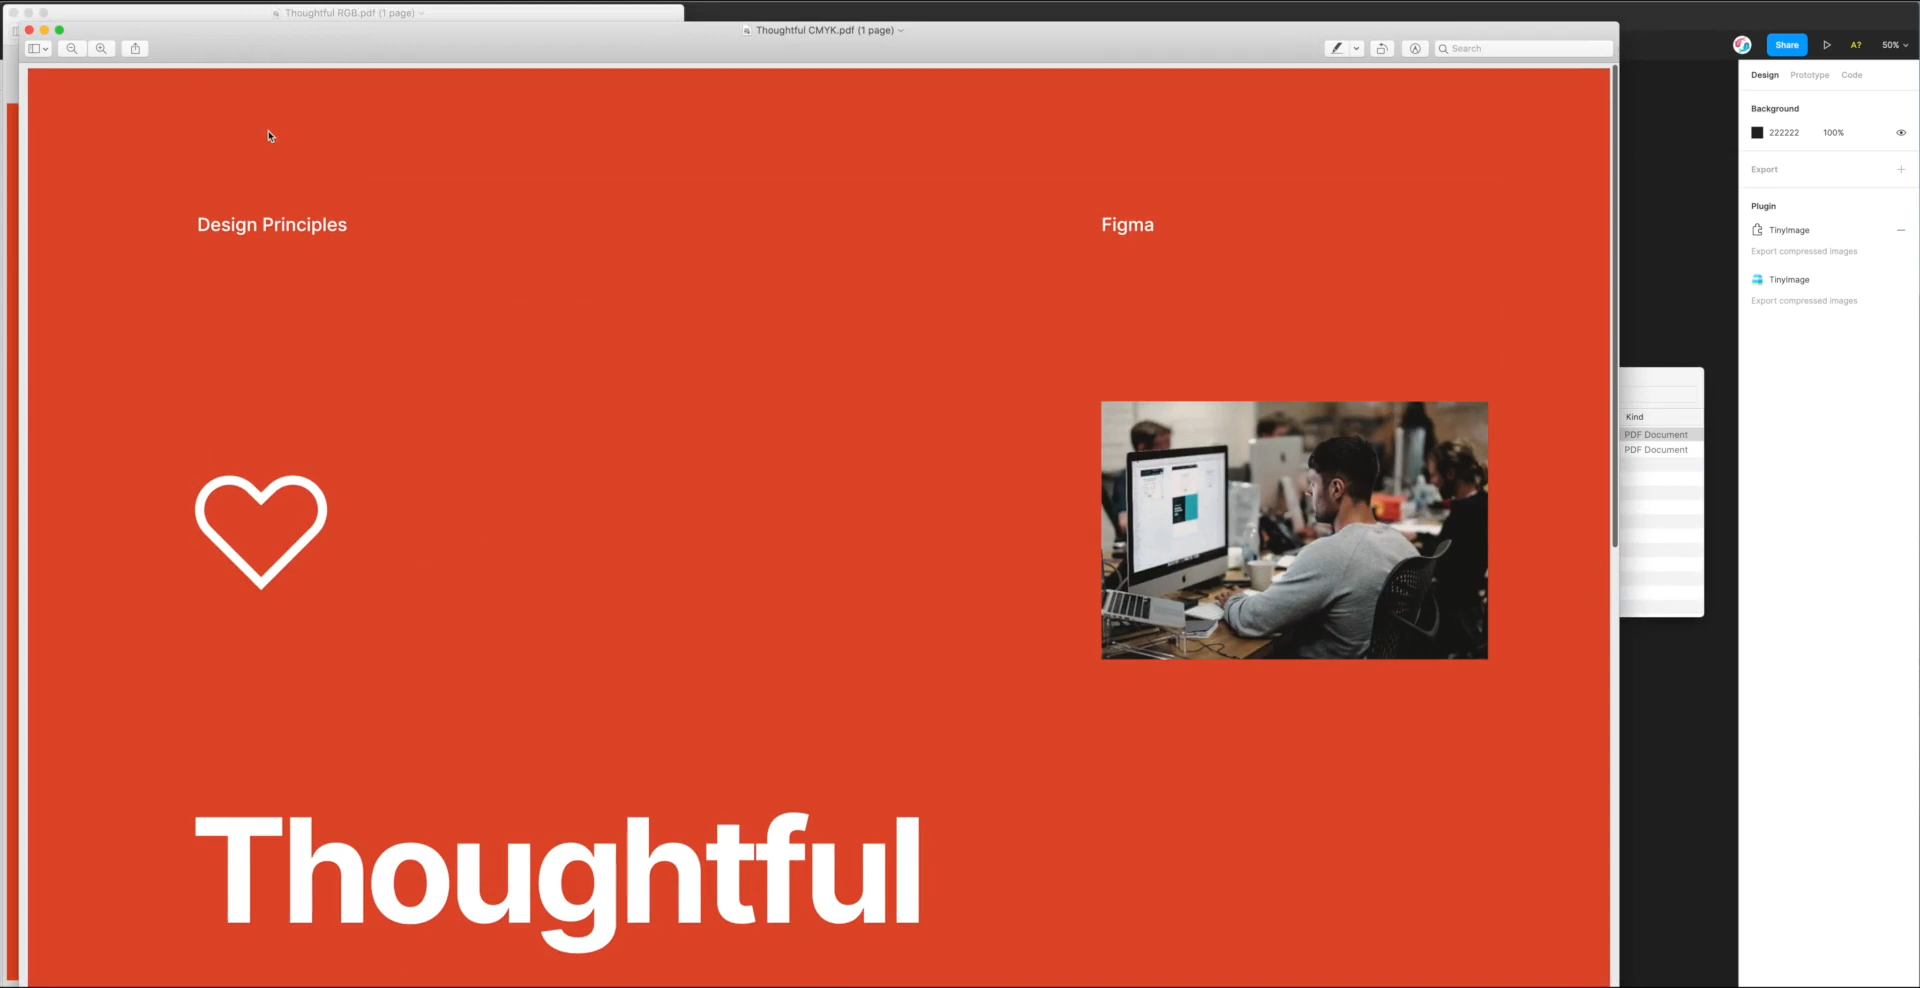 Thoughtful RGB.pdf (1 page)
Thoughtful CMYK.pdf (1 page)
Search
Share
A?
50%
Design Prototype Code
Background
222222 100%
Export
Plugin
TinyImage
Export compressed images
TinyImage
Export compressed images
Kind
PDF Document
PDF Document
Design Principles
Figma
Thoughtful